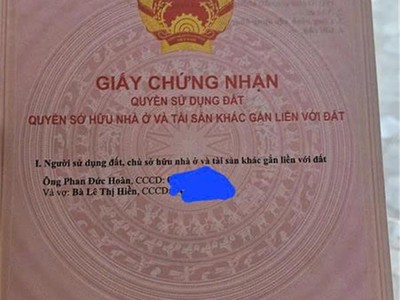 GIẤY CHỨNG NHẬN
QUYỀN SỬ DỤNG ĐẤT
QUYỀN SỞ HỮU NHÀ Ở VÀ TÀI SẢN KHÁC GẮN LIỀN VỚI ĐẤT
I. Người sử dụng đất, chủ sở hữu nhà ở và tài sản khác gắn liền với đất
Ông Phan Đức Hoàn, CCCD:
Và vợ: Bà Lê Thị Hiền, CCCD: